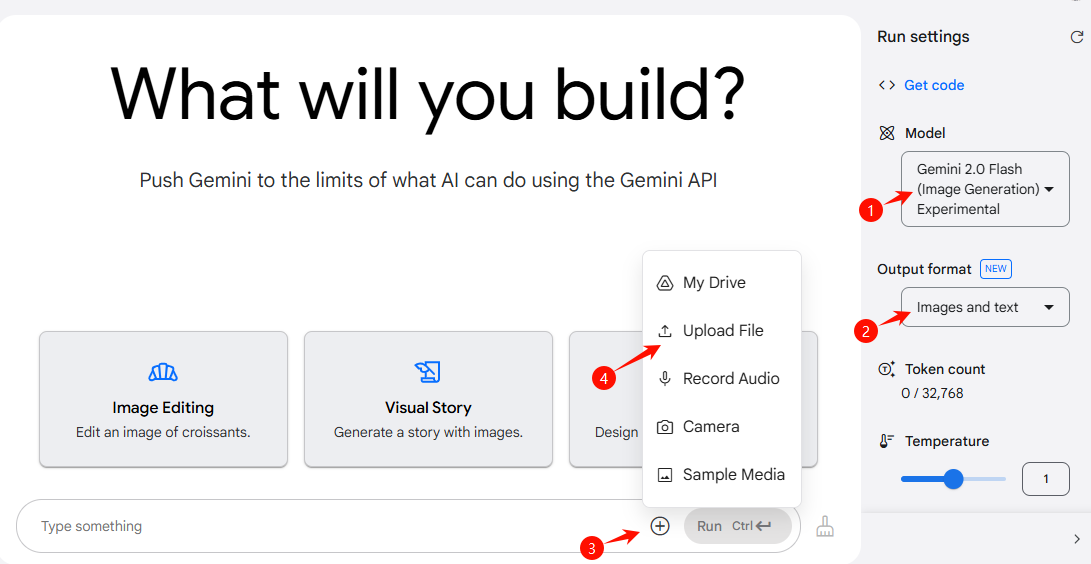 What will you build?
Push Gemini to the limits of what AI can do using the Gemini API
Image Editing
Edit an image of croissants.
Visual Story
Generate a story with images.
Design
My Drive
Upload File
4
Record Audio
Camera
Sample Media
Type something
3
Run Ctrl
Run settings
Get code
Model
1
Gemini 2.0 Flash
(Image Generation)
Experimental
Output format NEW
2
Images and text
Token count
0 / 32,768
Temperature
1